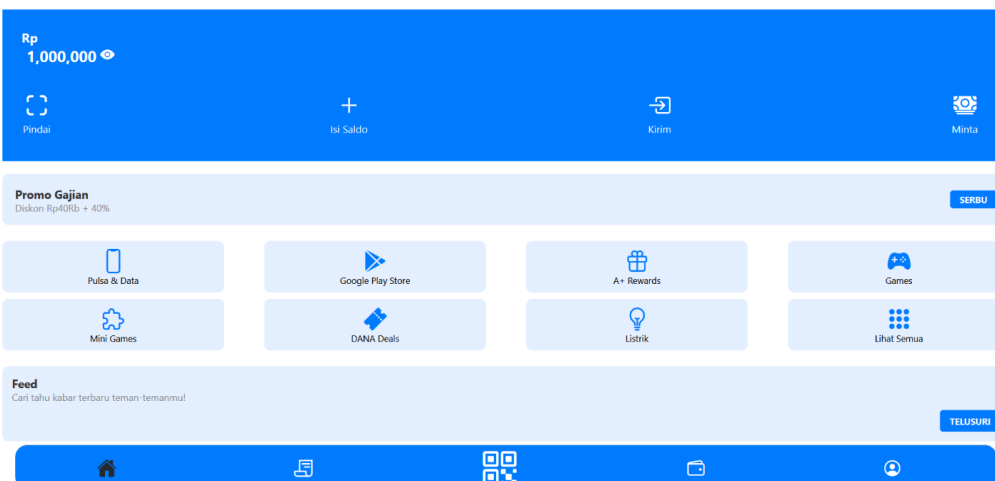 Rp
1,000,000
Pindai
Isi Saldo
Kirim
Minta
Promo Gajian
Diskon Rp40Rb + 40%
SERBU
Pulsa & Data
Google Play Store
A+ Rewards
Games
Mini Games
DANA Deals
Listrik
Lihat Semua
Feed
Cari tahu kabar terbaru teman-temanmu!
TELUSURI